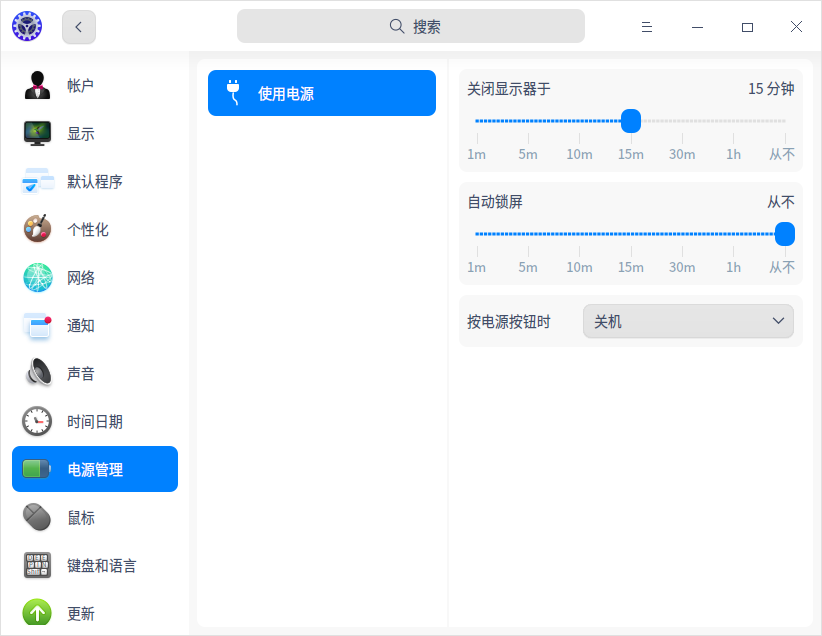 搜索
帐户
显示
默认程序
个性化
网络
通知
声音
时间日期
电源管理
鼠标
键盘和语言
更新
使用电源
关闭显示器于 15 分钟
1m 5m 10m 15m 30m 1h 从不
自动锁屏 从不
1m 5m 10m 15m 30m 1h 从不
按电源按钮时 关机